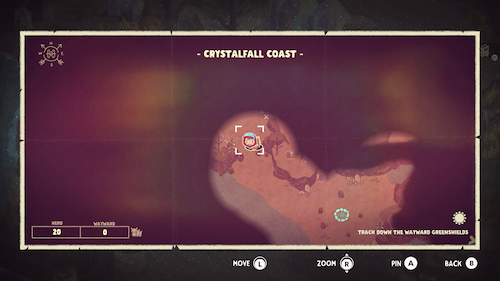 - CRYSTALFALL COAST -
N
W E
S
HERD WAYWARD
20 0
TRACK DOWN THE WAYWARD GREENSHIELDS
MOVE L ZOOM R PIN A BACK B